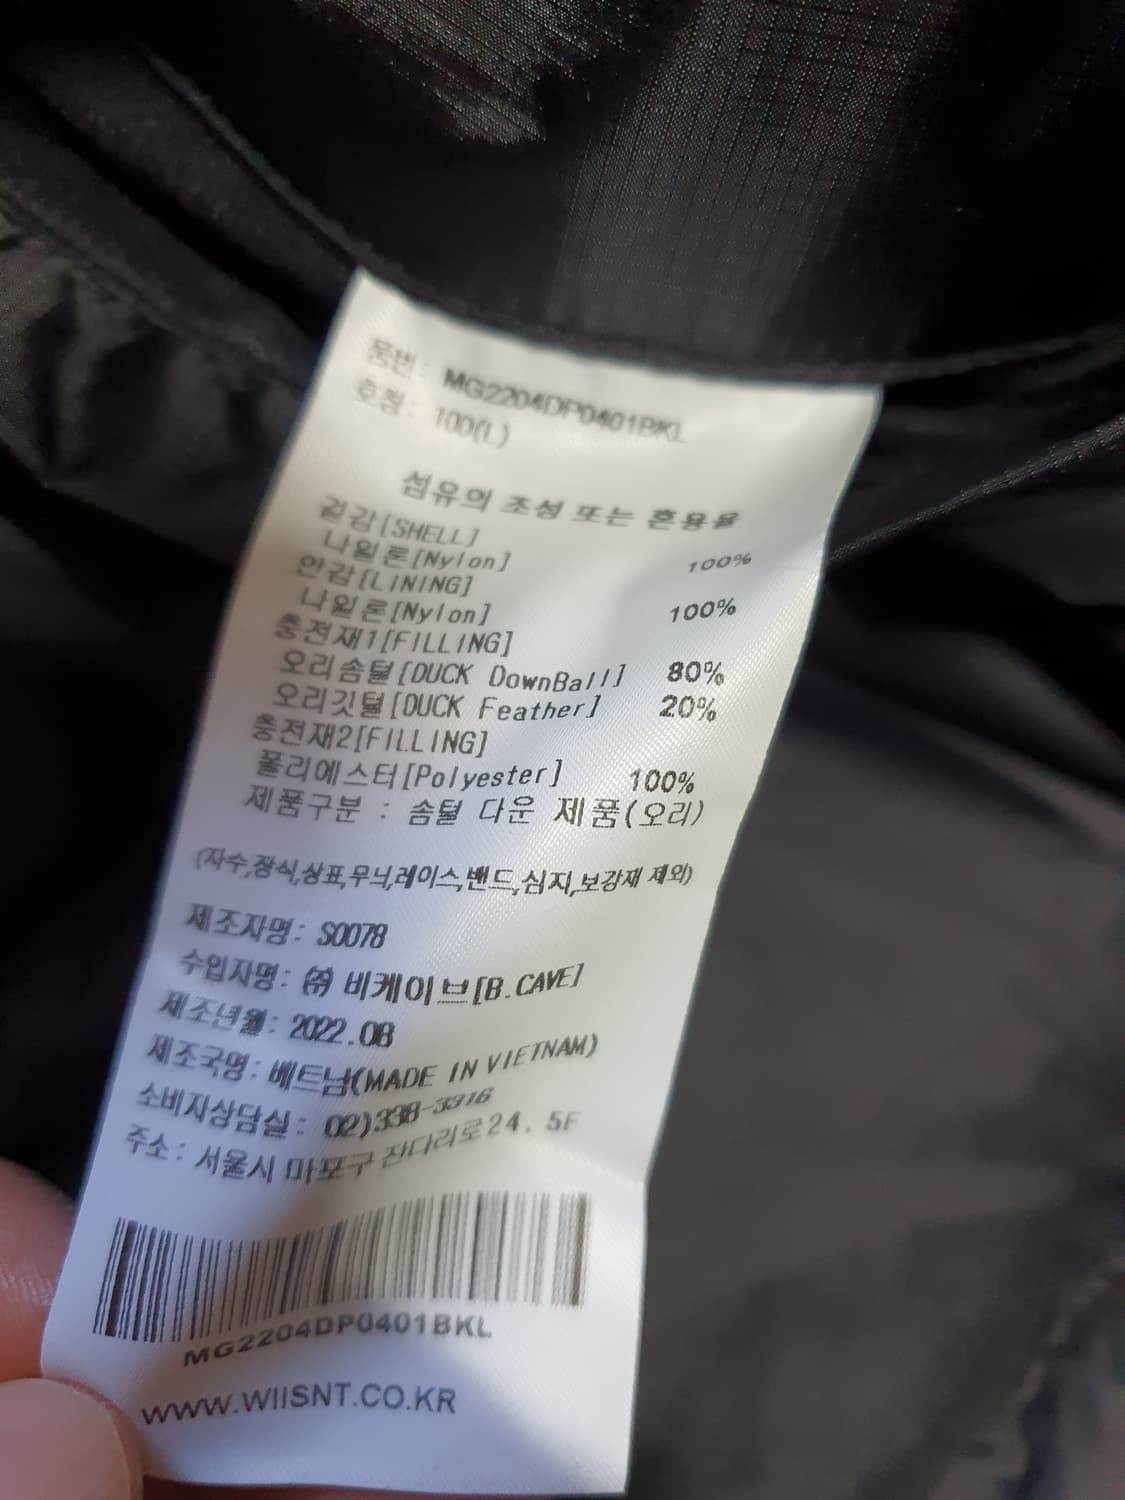 품번: MG2204DP0401BKL
호칭: 100(L)
섬유의 조성 또는 혼용율
겉감[SHELL]
나일론[Nylon] 100%
안감[LINING]
나일론[Nylon] 100%
충전재1[FILLING]
오리솜털[DUCK DownBall] 80%
오리깃털[DUCK Feather] 20%
충전재2[FILLING]
폴리에스터[Polyester] 100%
제품구분 : 솜털 다운 제품(오리)
(자수,장식,상표,무늬,레이스,밴드,심지,보강재 제외)
제조자명: S0078
수입자명: ㈜ 비케이브[B.CAVE]
제조년월: 2022.08
제조국명: 베트남(MADE IN VIETNAM)
소비자상담실: 02)338-3316
주소: 서울시 마포구 잔다리로24. 5F
MG2204DP0401BKL
WWW.WIISNT.CO.KR